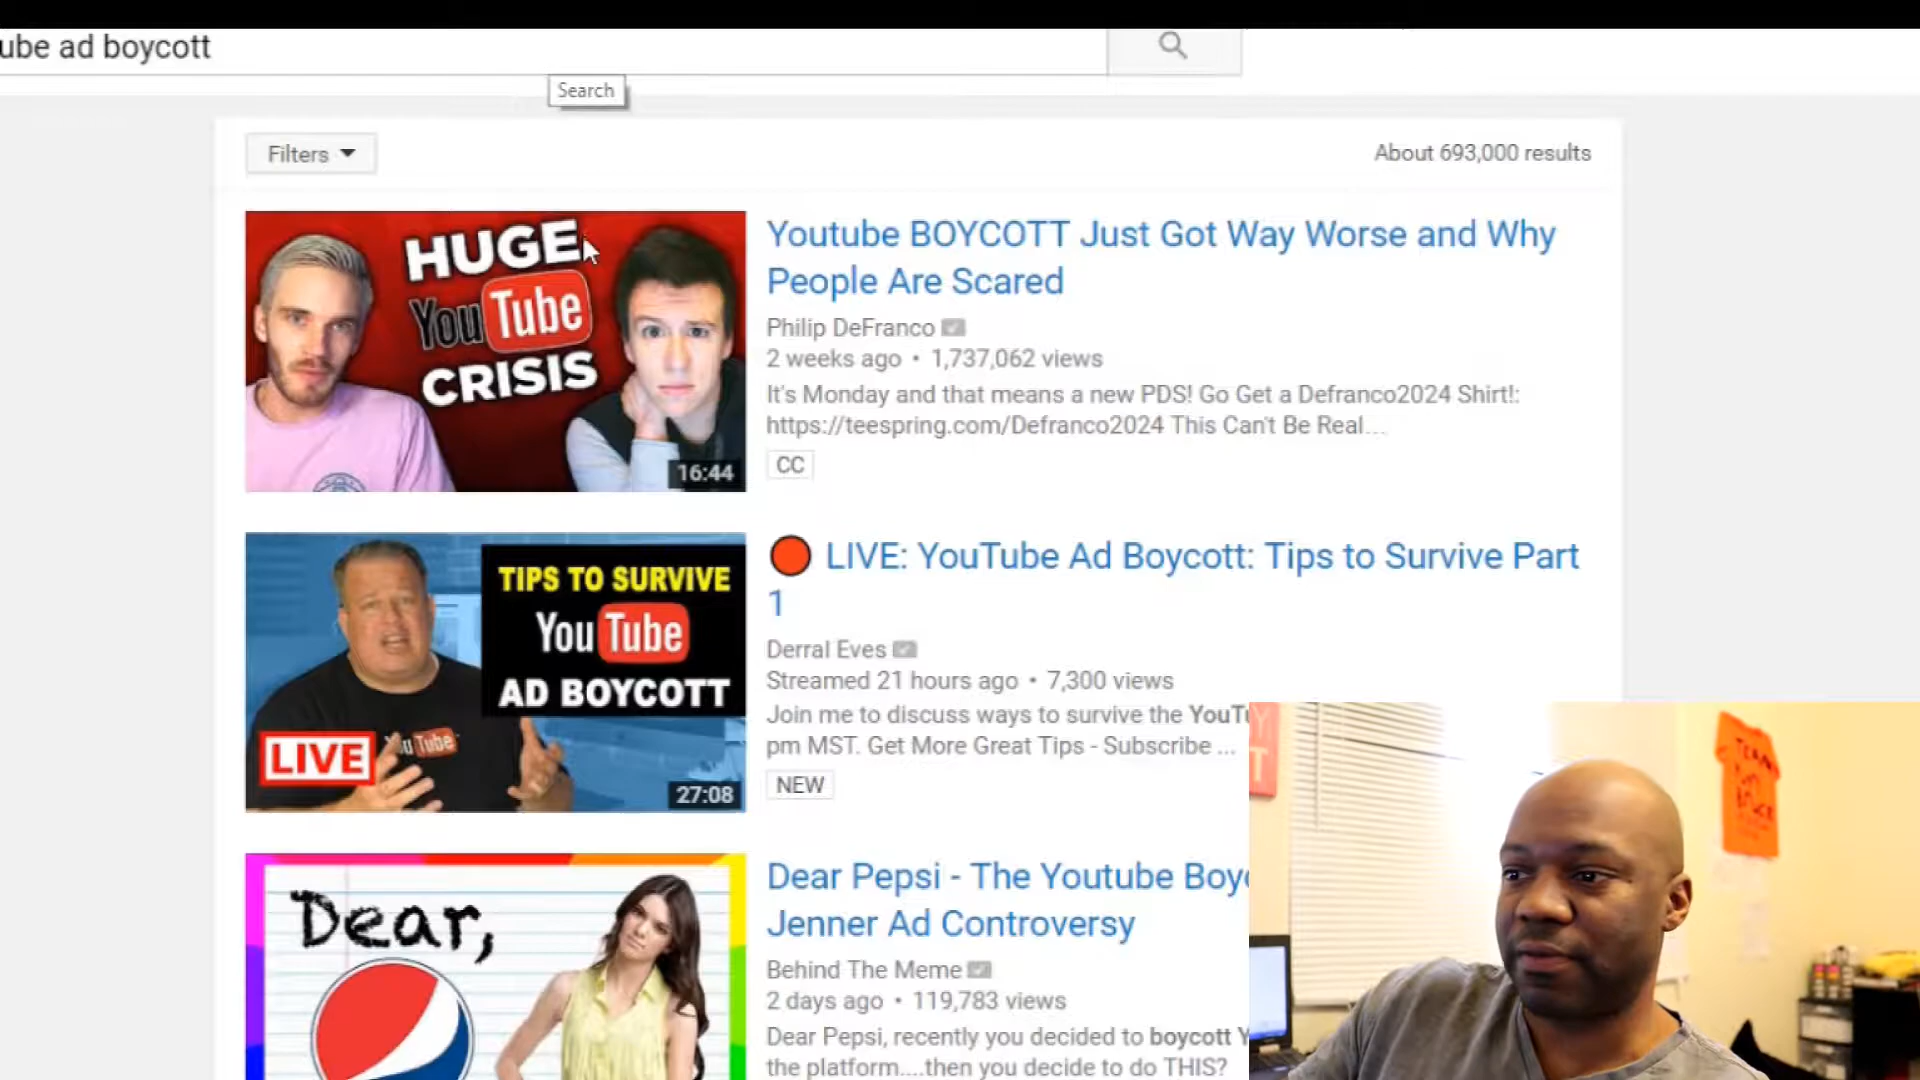 ube ad boycott
Search
Filters
About 693,000 results
HUGE
YouTube
CRISIS
16:44
Youtube BOYCOTT Just Got Way Worse and Why
People Are Scared
Philip DeFranco
2 weeks ago • 1,737,062 views
It's Monday and that means a new PDS! Go Get a Defranco2024 Shirt!:
https://teespring.com/Defranco2024 This Can't Be Real...
CC
TIPS TO SURVIVE
YouTube
AD BOYCOTT
LIVE
You Tube
27:08
LIVE: YouTube Ad Boycott: Tips to Survive Part
1
Derral Eves
Streamed 21 hours ago • 7,300 views
Join me to discuss ways to survive the YouTu
pm MST. Get More Great Tips - Subscribe ...
NEW
Dear,
Dear Pepsi - The Youtube Boyc
Jenner Ad Controversy
Behind The Meme
2 days ago • 119,783 views
Dear Pepsi, recently you decided to boycott Y
the platform....then you decide to do THIS?
TEAM